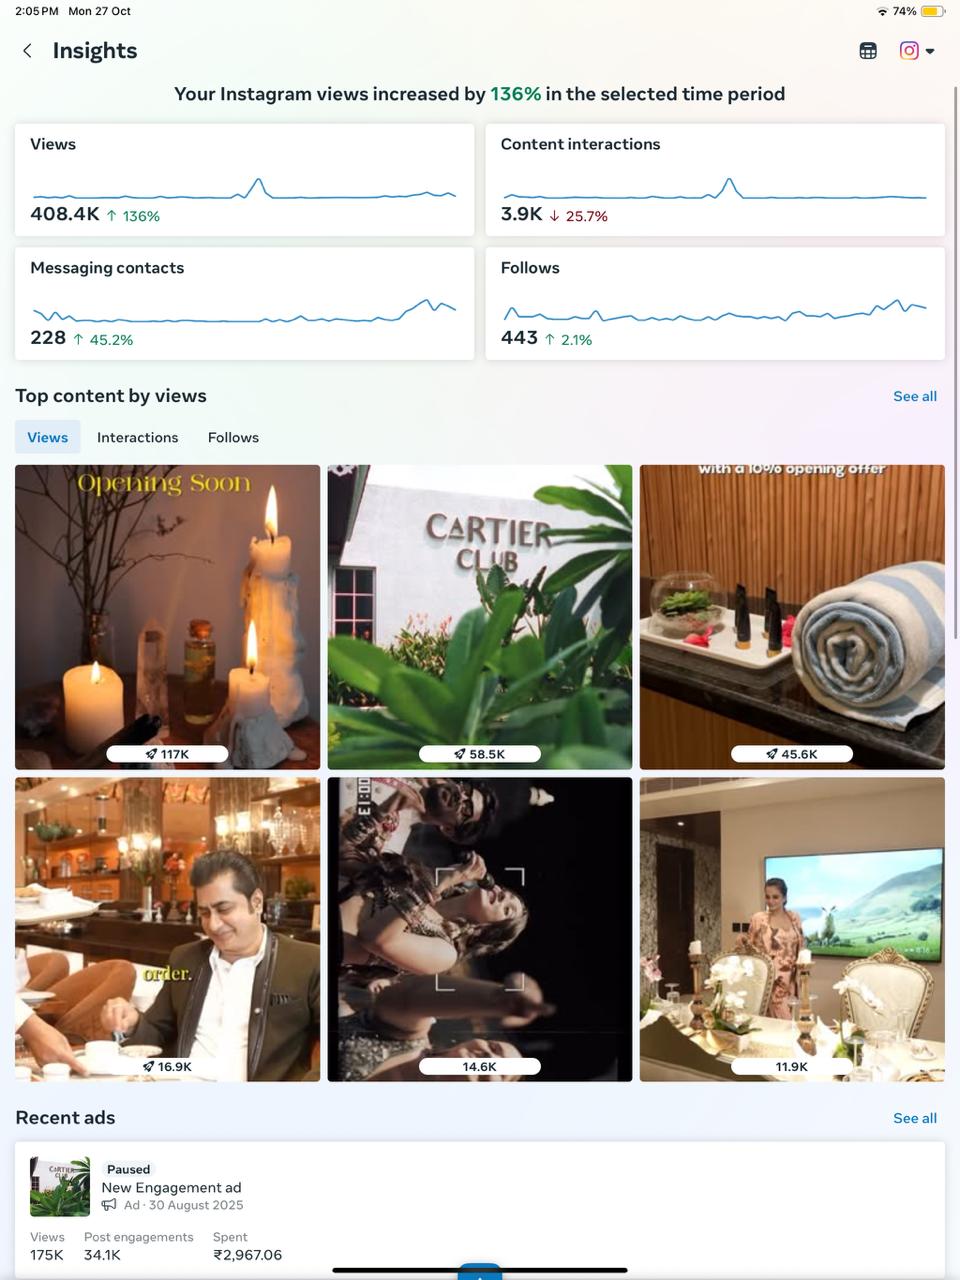 2:05 PM Mon 27 Oct
74%
Insights
Your Instagram views increased by 136% in the selected time period
Views
408.4K ↑ 136%
Content interactions
3.9K ↓ 25.7%
Messaging contacts
228 ↑ 45.2%
Follows
443 ↑ 2.1%
Top content by views
See all
Views Interactions Follows
Opening Soon
117K
CARTIER
CLUB
58.5K
with a 10% opening offer
45.6K
order.
16.9K
14.6K
11.9K
Recent ads
See all
CARTIER
Paused
New Engagement ad
Ad · 30 August 2025
Views Post engagements Spent
175K 34.1K ₹2,967.06